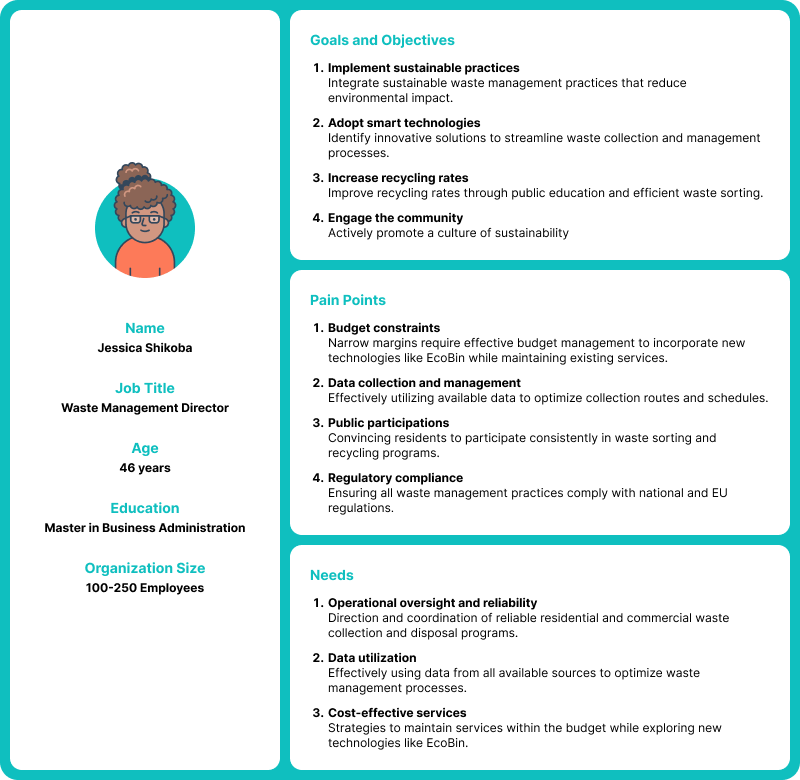 Name
Jessica Shikoba
Job Title
Waste Management Director
Age
46 years
Education
Master in Business Administration
Organization Size
100-250 Employees
Goals and Objectives
1. Implement sustainable practices
Integrate sustainable waste management practices that reduce
environmental impact.
2. Adopt smart technologies
Identify innovative solutions to streamline waste collection and management
processes.
3. Increase recycling rates
Improve recycling rates through public education and efficient waste sorting.
4. Engage the community
Actively promote a culture of sustainability
Pain Points
1. Budget constraints
Narrow margins require effective budget management to incorporate new
technologies like EcoBin while maintaining existing services.
2. Data collection and management
Effectively utilizing available data to optimize collection routes and schedules.
3. Public participations
Convincing residents to participate consistently in waste sorting and
recycling programs.
4. Regulatory compliance
Ensuring all waste management practices comply with national and EU
regulations.
Needs
1. Operational oversight and reliability
Direction and coordination of reliable residential and commercial waste
collection and disposal programs.
2. Data utilization
Effectively using data from all available sources to optimize waste
management processes.
3. Cost-effective services
Strategies to maintain services within the budget while exploring new
technologies like EcoBin.